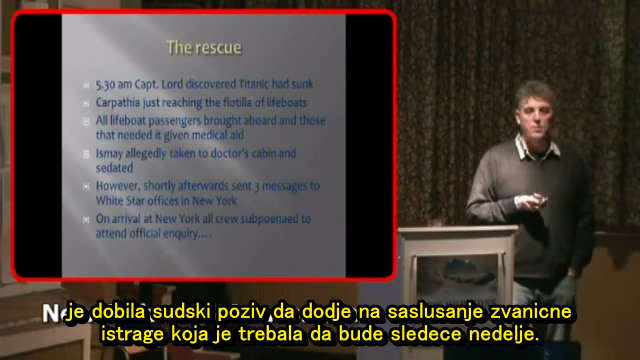 The rescue
5.30 am Capt. Lord discovered Titanic had sunk
Carpathia just reaching the flotilla of lifeboats
All lifeboat passengers brought aboard and those
that needed it given medical aid
Ismay allegedly taken to doctor's cabin and
sedated
However, shortly afterwards sent 3 messages to
White Star offices in New York
On arrival at New York all crew subpoenaed to
attend official enquiry....
je dobila sudski poziv da dodje na saslusanje zvanicne
istrage koja je trebala da bude sledece nedelje.